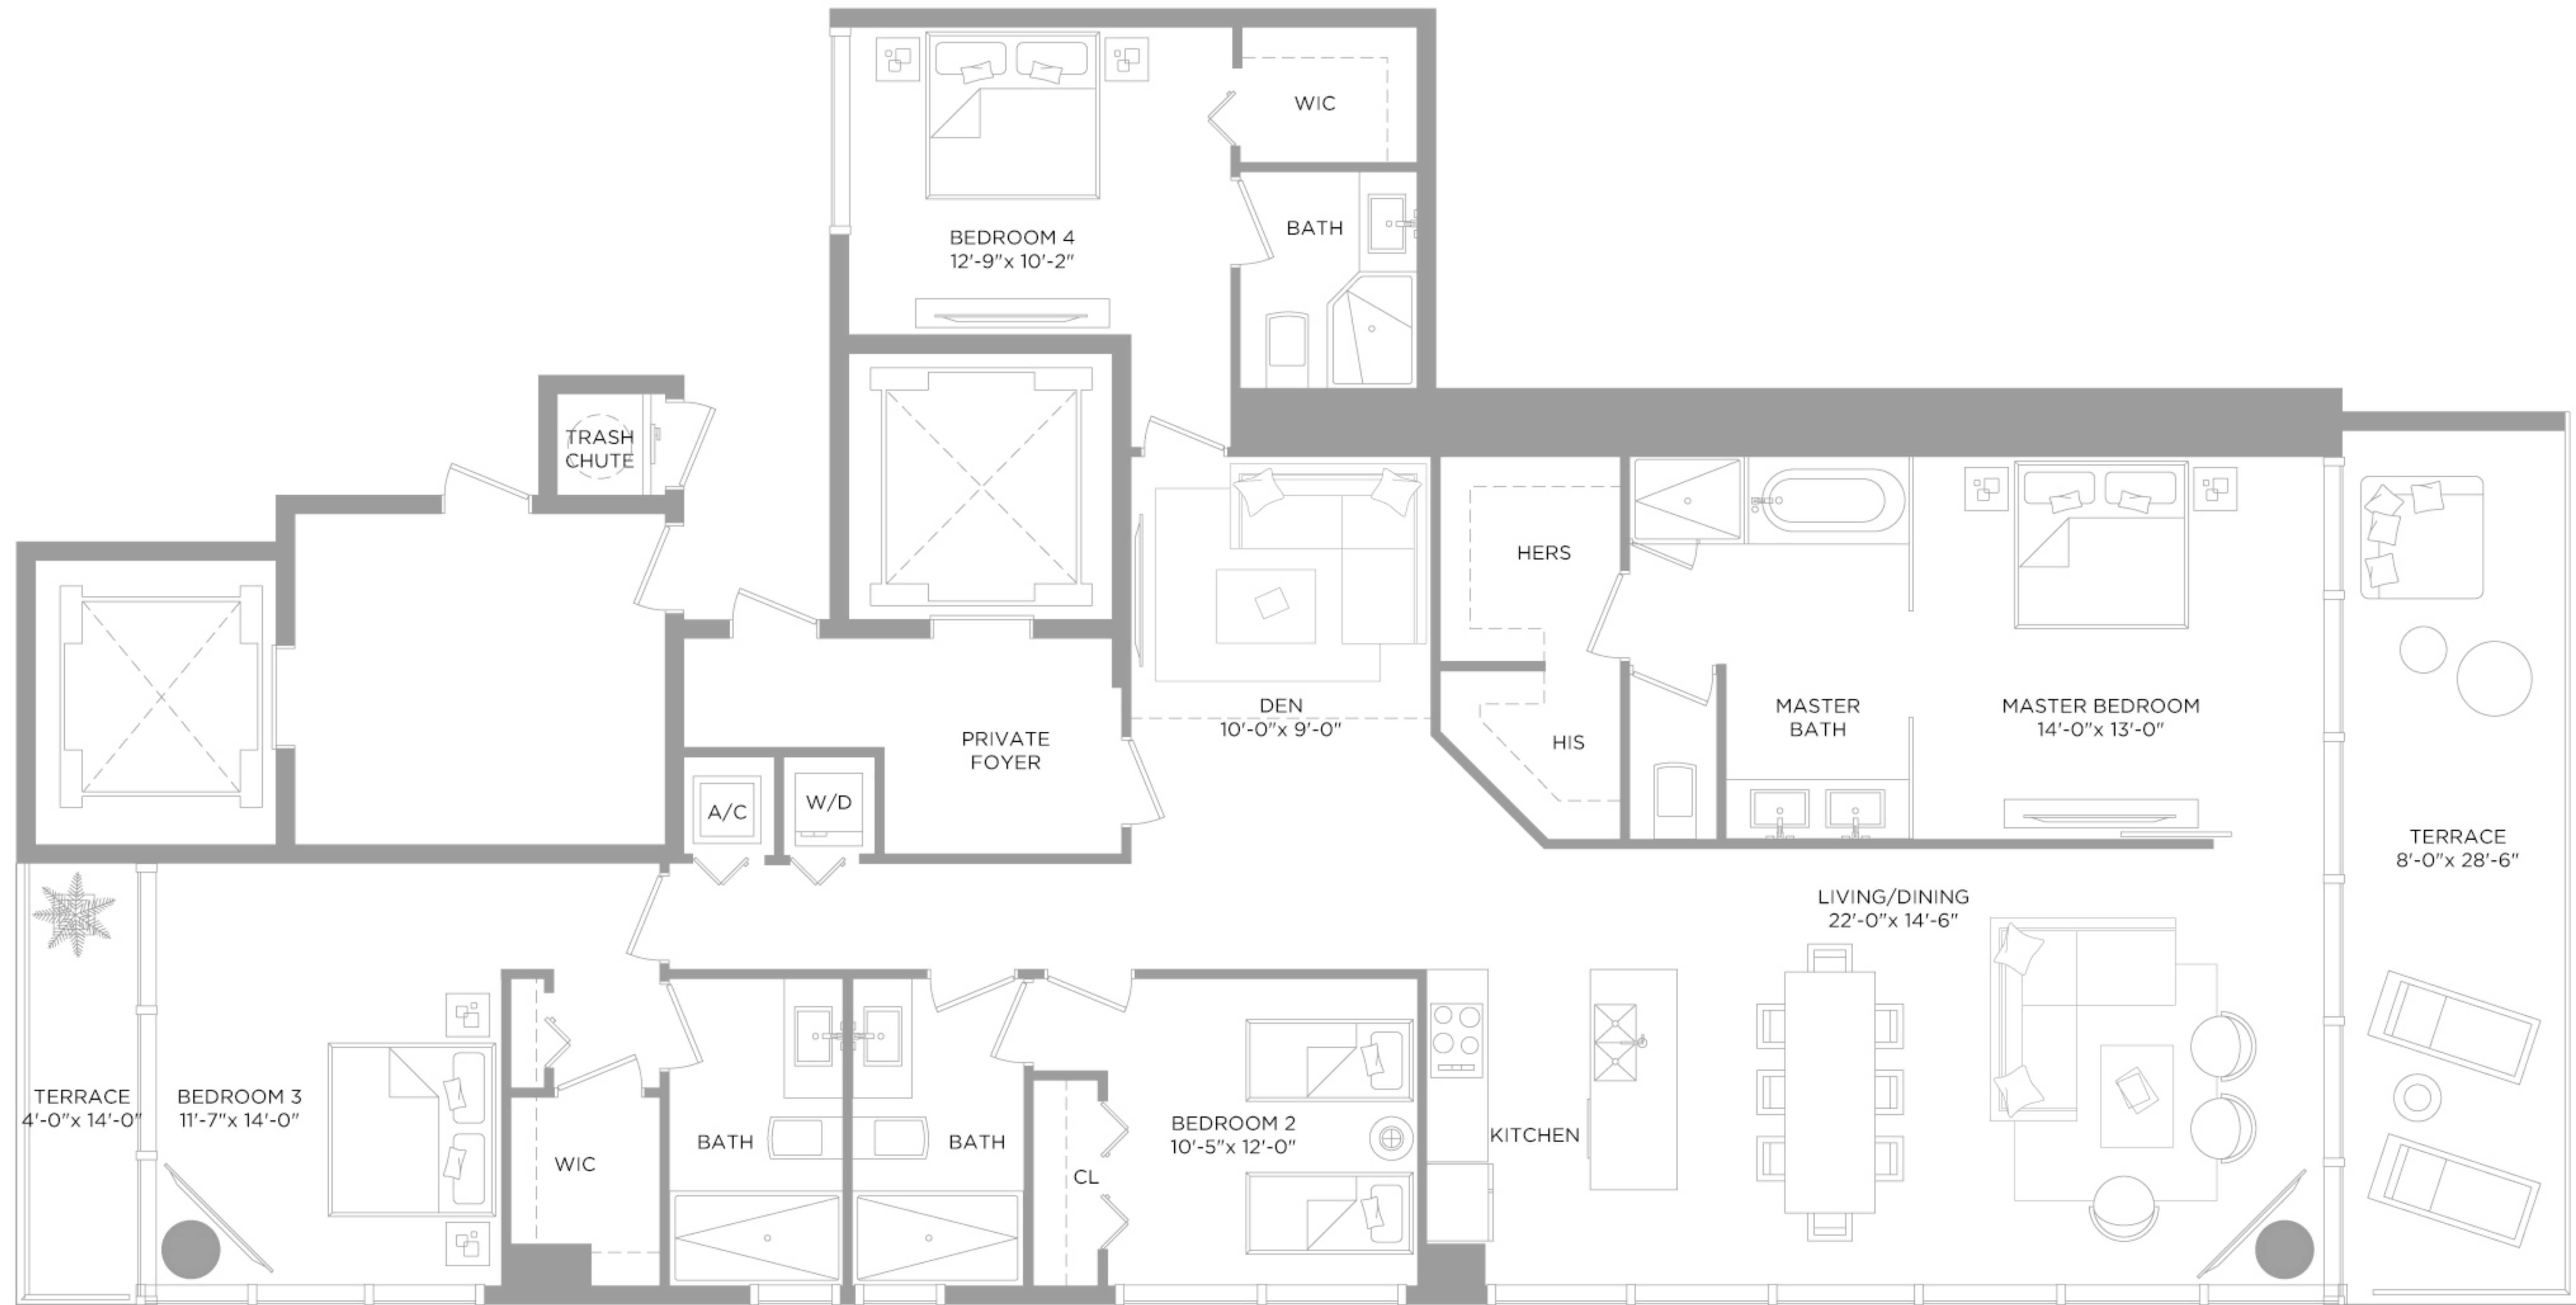 WIC
BATH
BEDROOM 4
12'-9"x 10'-2"
TRASH
CHUTE
HERS
DEN
10'-0"x 9'-0"
MASTER
BATH
MASTER BEDROOM
14'-0"x 13'-0"
PRIVATE
FOYER
HIS
A/C
W/D
TERRACE
8'-0"x 28'-6"
LIVING/DINING
22'-0"x 14'-6"
TERRACE
4'-0"x 14'-0"
BEDROOM 3
11'-7"x 14'-0"
WIC
BATH
BATH
CL
BEDROOM 2
10'-5"x 12'-0"
KITCHEN